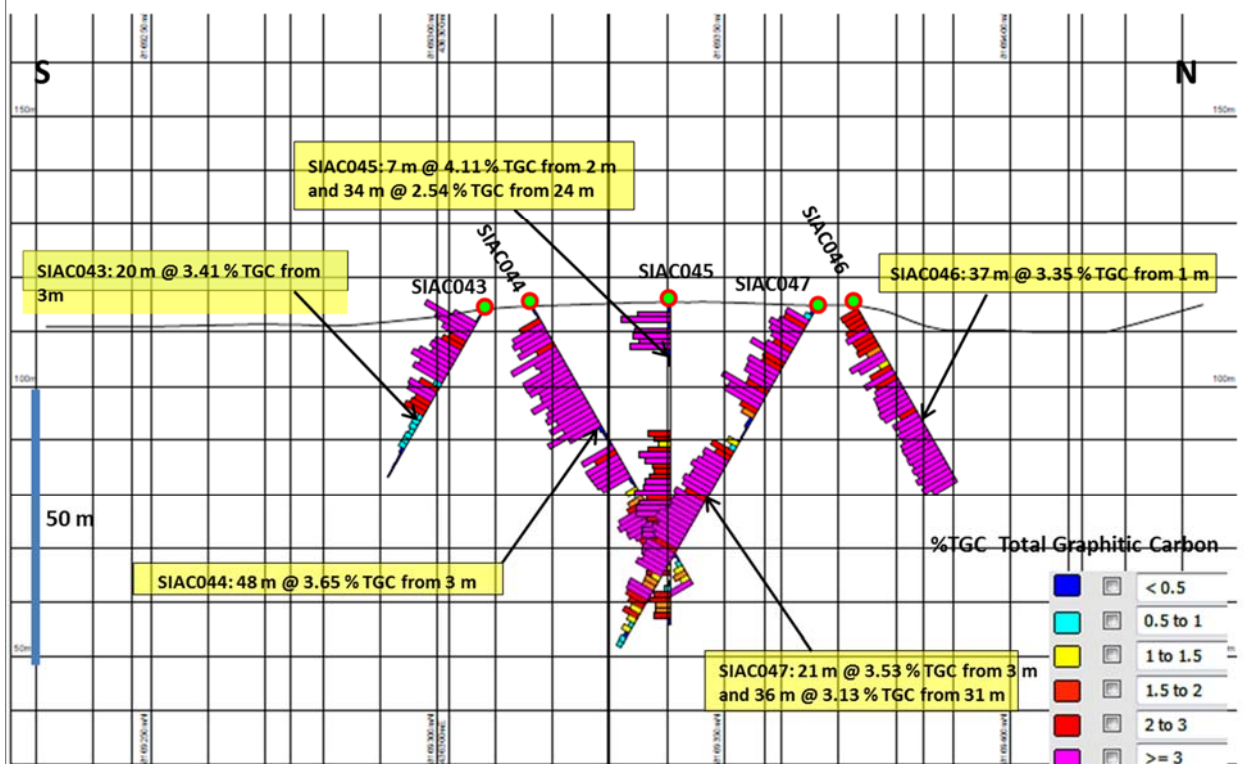 S
N
150m
150m
SIAC045: 7 m @ 4.11 % TGC from 2 m
and 34 m @ 2.54 % TGC from 24 m
SIAC043: 20 m @ 3.41 % TGC from
3m
SIAC043
SIAC044
SIAC045
SIAC047
SIAC046
SIAC046: 37 m @ 3.35 % TGC from 1 m
100m
100m
50 m
SIAC044: 48 m @ 3.65 % TGC from 3 m
%TGC Total Graphitic Carbon
< 0.5
0.5 to 1
1 to 1.5
1.5 to 2
2 to 3
>= 3
50m
SIAC047: 21 m @ 3.53 % TGC from 3 m
and 36 m @ 3.13 % TGC from 31 m